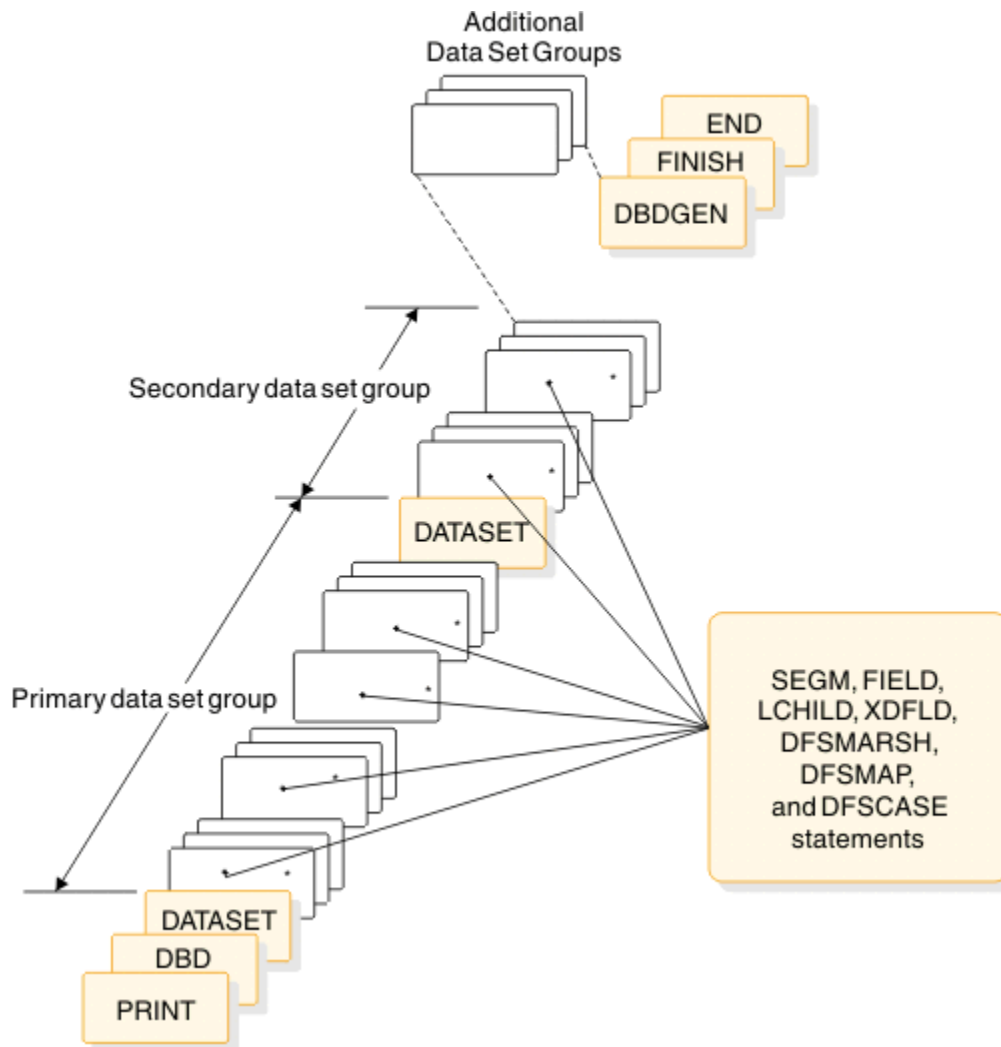 Additional
Data Set Groups
END
FINISH
DBDGEN
Secondary data set group
DATASET
Primary data set group
SEGM, FIELD,
LCHILD, XDFLD,
DFSMARSH,
DFSMAP,
and DFSCASE
statements
DATASET
DBD
PRINT